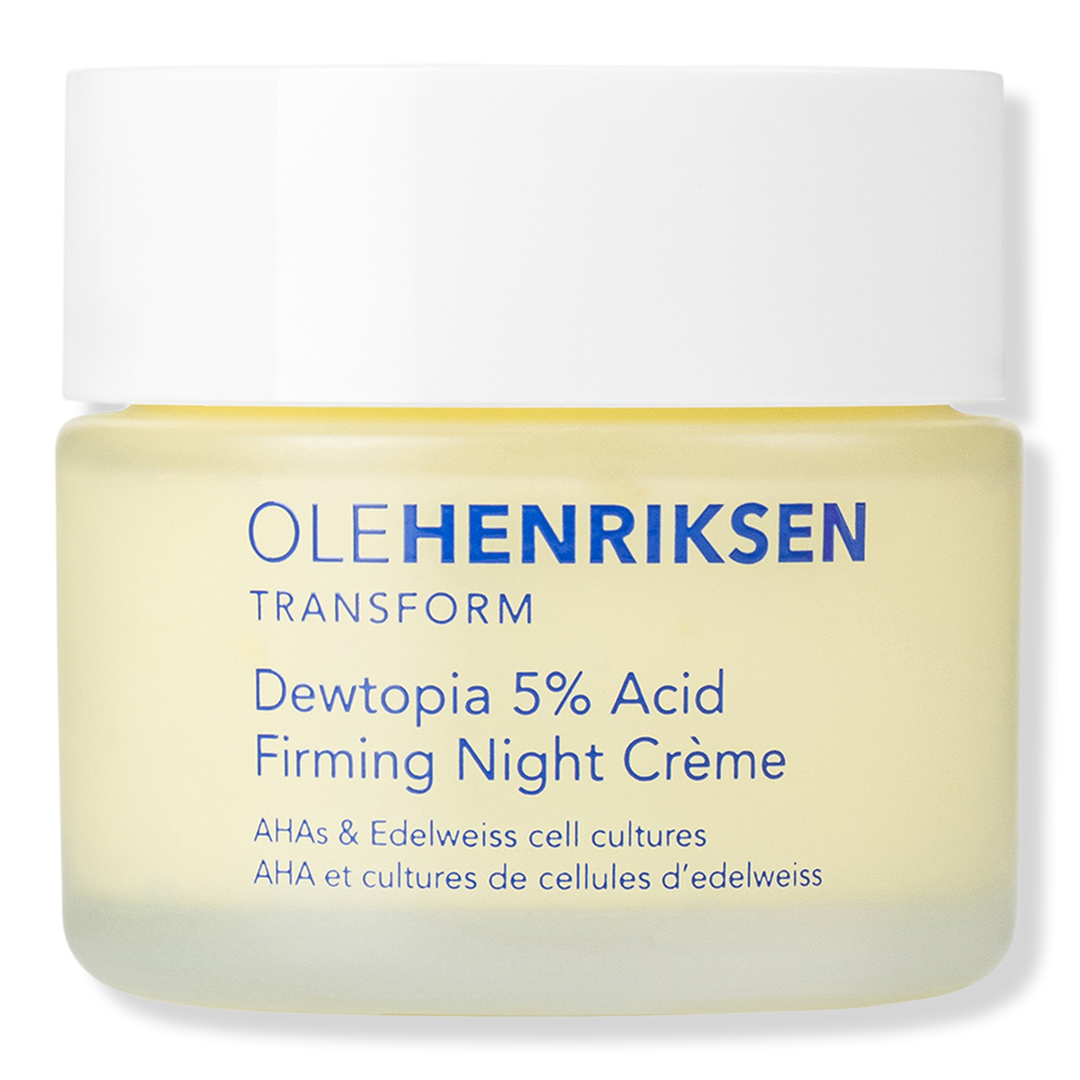 OLEHENRIKSEN
TRANSFORM
Dewtopia 5% Acid
Firming Night Crème
AHAs & Edelweiss cell cultures
AHA et cultures de cellules d'edelweiss